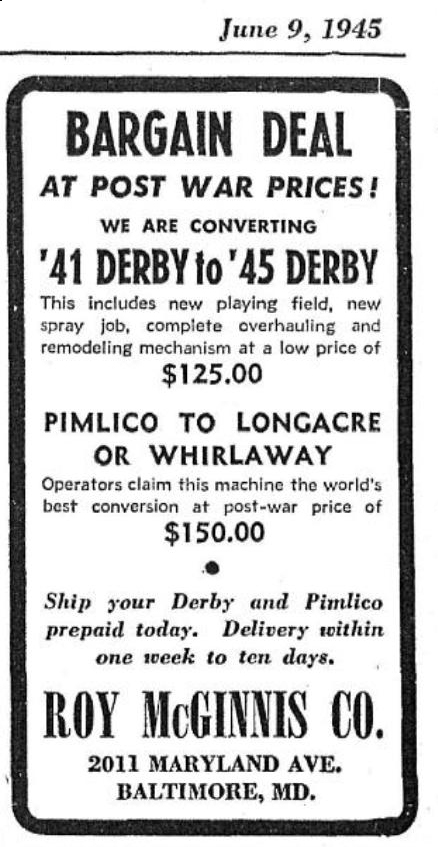 June 9, 1945
BARGAIN DEAL
AT POST WAR PRICES!
WE ARE CONVERTING
'41 DERBY to '45 DERBY
This includes new playing field, new
spray job, complete overhauling and
remodeling mechanism at a low price of
$125.00
PIMLICO TO LONGACRE
OR WHIRLAWAY
Operators claim this machine the world's
best conversion at post-war price of
$150.00
Ship your Derby and Pimlico
prepaid today. Delivery within
one week to ten days.
ROY McGINNIS CO.
2011 MARYLAND AVE.
BALTIMORE, MD.